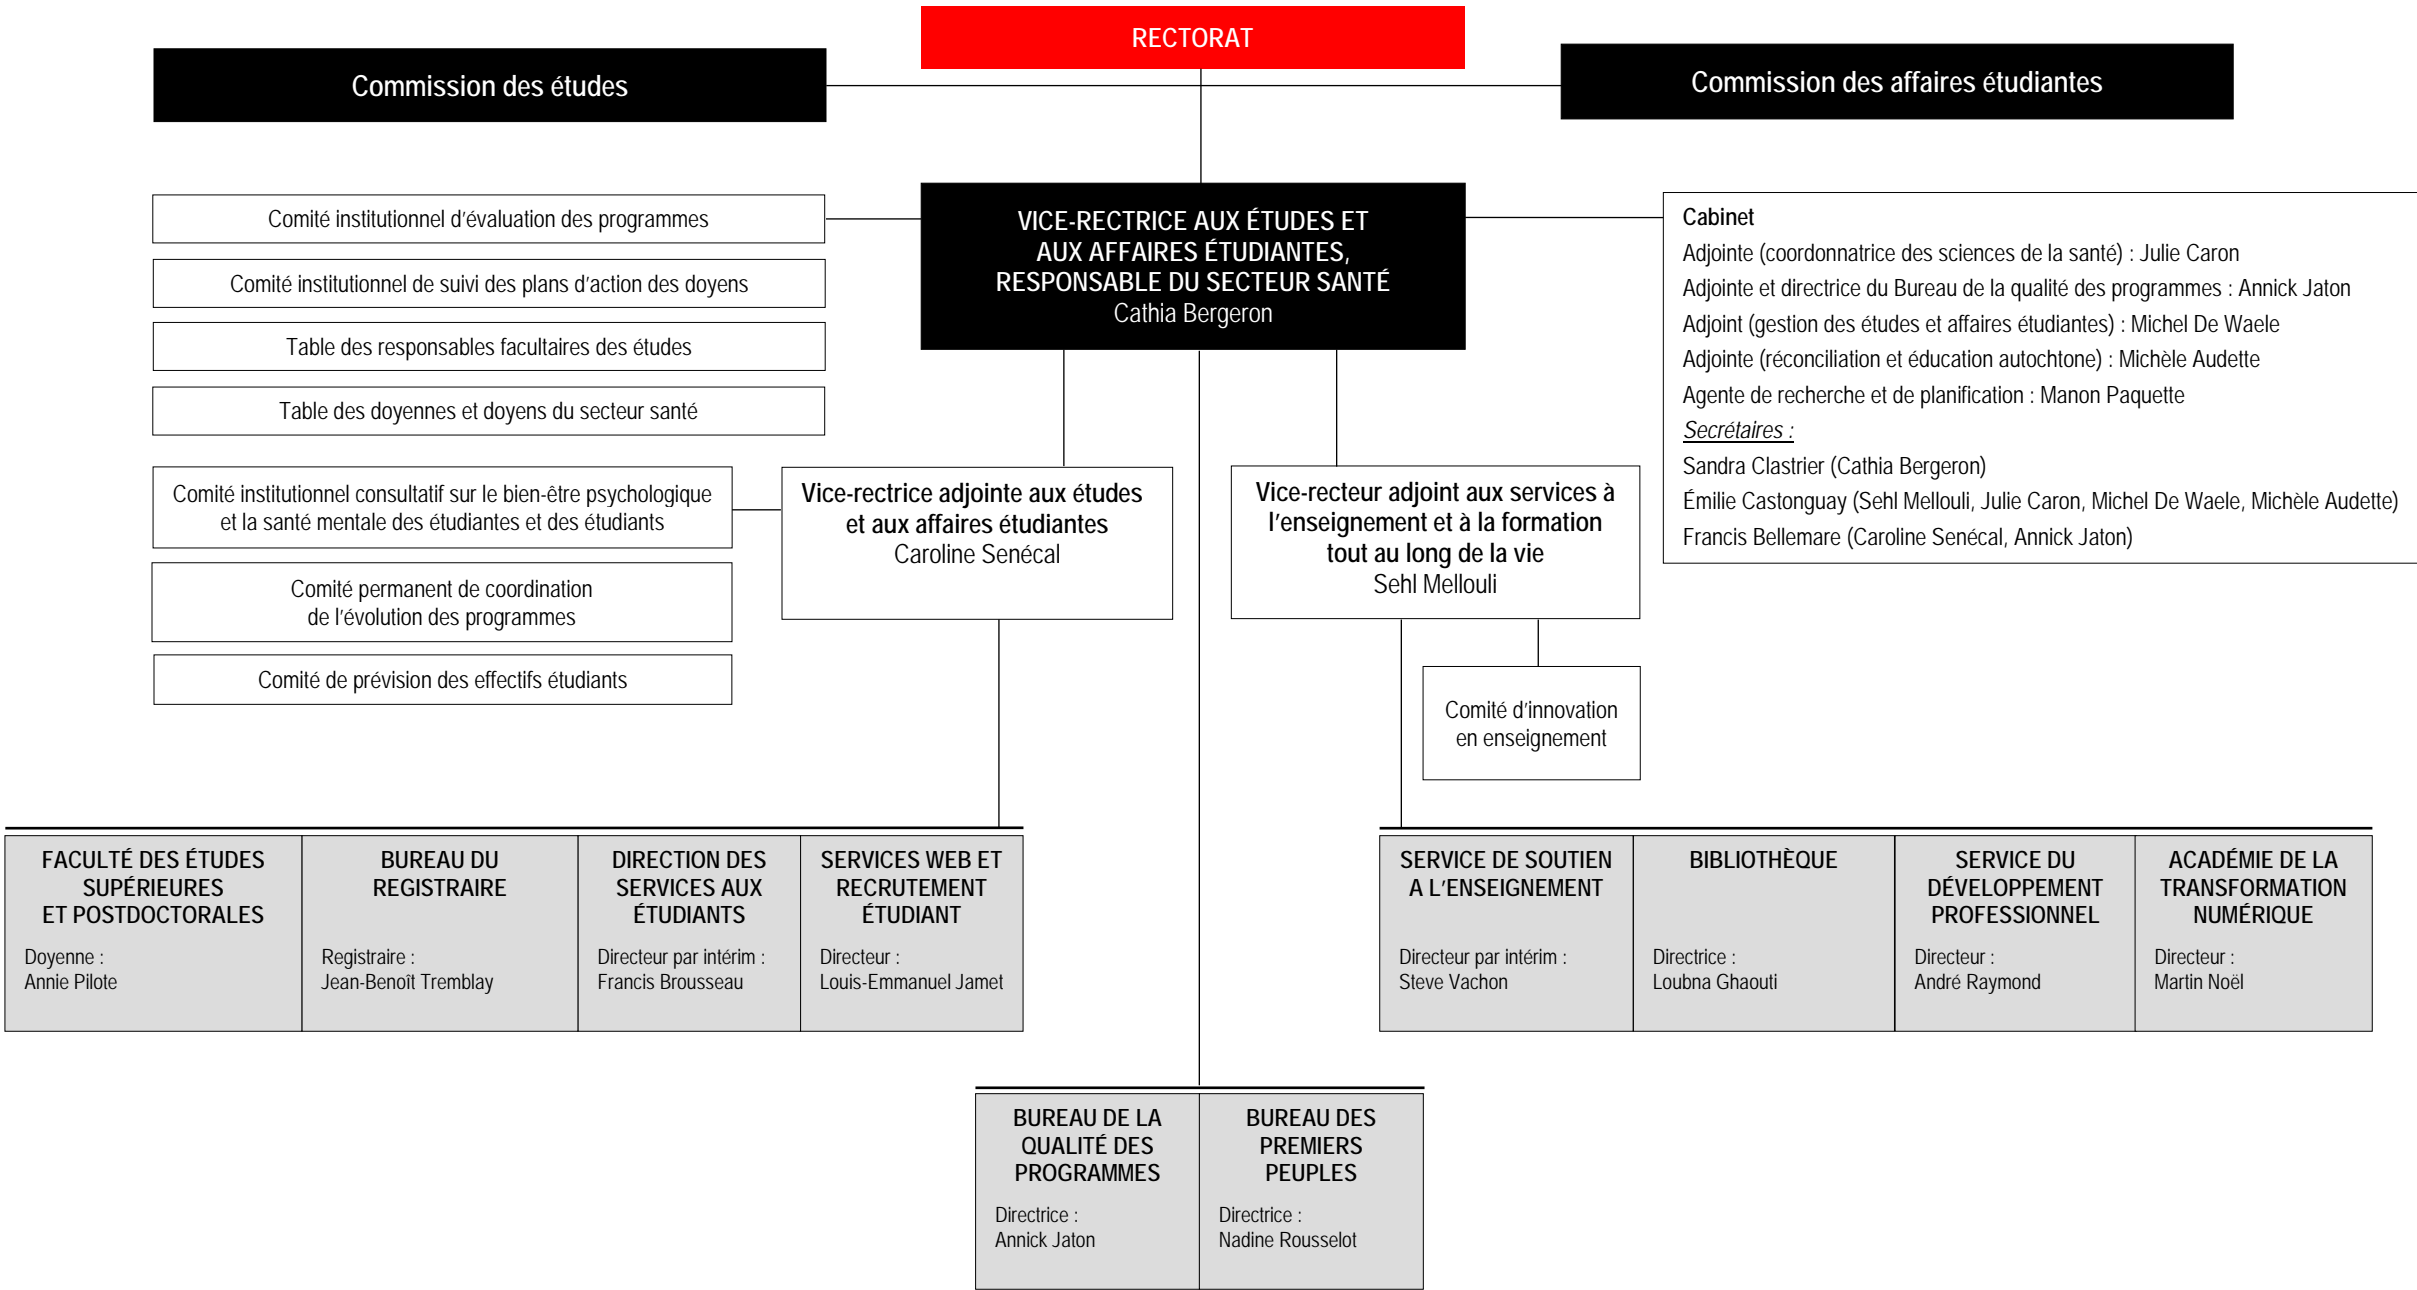 RECTORAT
Commission des études
Commission des affaires étudiantes
Comité institutionnel d'évaluation des programmes
Comité institutionnel de suivi des plans d'action des doyens
Table des responsables facultaires des études
Table des doyennes et doyens du secteur santé
VICE-RECTRICE AUX ÉTUDES ET
AUX AFFAIRES ÉTUDIANTES,
RESPONSABLE DU SECTEUR SANTÉ
Cathia Bergeron
Cabinet
Adjointe (coordonnatrice des sciences de la santé) : Julie Caron
Adjointe et directrice du Bureau de la qualité des programmes : Annick Jaton
Adjoint (gestion des études et affaires étudiantes) : Michel De Waele
Adjointe (réconciliation et éducation autochtone) : Michèle Audette
Agente de recherche et de planification : Manon Paquette
Secrétaires :
Sandra Clastrier (Cathia Bergeron)
Émilie Castonguay (Sehl Mellouli, Julie Caron, Michel De Waele, Michèle Audette)
Francis Bellemare (Caroline Senécal, Annick Jaton)
Comité institutionnel consultatif sur le bien-être psychologique
et la santé mentale des étudiantes et des étudiants
Comité permanent de coordination
de l'évolution des programmes
Comité de prévision des effectifs étudiants
Vice-rectrice adjointe aux études
et aux affaires étudiantes
Caroline Senécal
Vice-recteur adjoint aux services à
l'enseignement et à la formation
tout au long de la vie
Sehl Mellouli
Comité d'innovation
en enseignement
FACULTÉ DES ÉTUDES
SUPÉRIEURES
ET POSTDOCTORALES
Doyenne :
Annie Pilote
BUREAU DU
REGISTRAIRE
Registraire :
Jean-Benoît Tremblay
DIRECTION DES
SERVICES AUX
ÉTUDIANTS
Directeur par intérim :
Francis Brousseau
SERVICES WEB ET
RECRUTEMENT
ÉTUDIANT
Directeur :
Louis-Emmanuel Jamet
SERVICE DE SOUTIEN
A L'ENSEIGNEMENT
Directeur par intérim :
Steve Vachon
BIBLIOTHÈQUE
Directrice :
Loubna Ghaouti
SERVICE DU
DÉVELOPPEMENT
PROFESSIONNEL
Directeur :
André Raymond
ACADÉMIE DE LA
TRANSFORMATION
NUMÉRIQUE
Directeur :
Martin Noël
BUREAU DE LA
QUALITÉ DES
PROGRAMMES
Directrice :
Annick Jaton
BUREAU DES
PREMIERS
PEUPLES
Directrice :
Nadine Rousselot